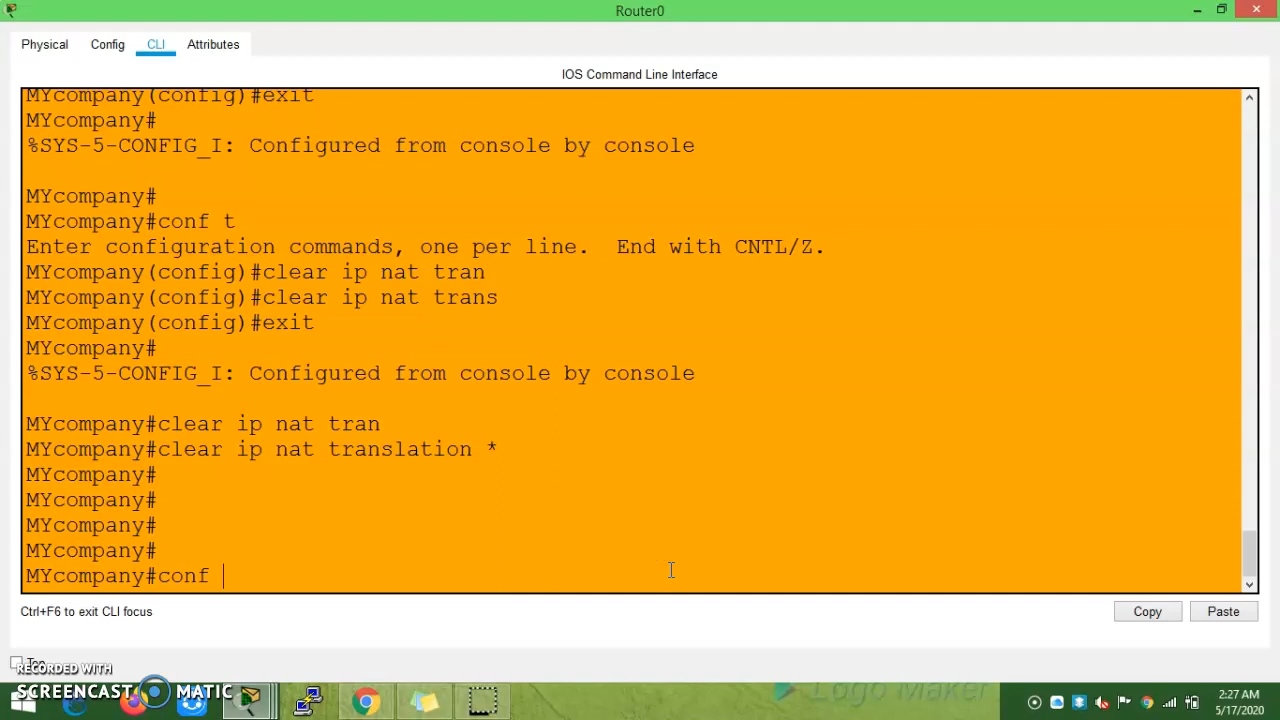 Router0
Physical Config CLI Attributes
IOS Command Line Interface
MYcompany(config)#exit
MYcompany#
%SYS-5-CONFIG_I: Configured from console by console
MYcompany#
MYcompany#conf t
Enter configuration commands, one per line.  End with CNTL/Z.
MYcompany(config)#clear ip nat tran
MYcompany(config)#clear ip nat trans
MYcompany(config)#exit
MYcompany#
%SYS-5-CONFIG_I: Configured from console by console
MYcompany#clear ip nat tran
MYcompany#clear ip nat translation *
MYcompany#
MYcompany#
MYcompany#
MYcompany#
MYcompany#conf
Ctrl+F6 to exit CLI focus
Copy Paste
Top
RECORDED WITH
SCREENCAST MATIC
Logo Maker
2:27 AM
5/17/2020